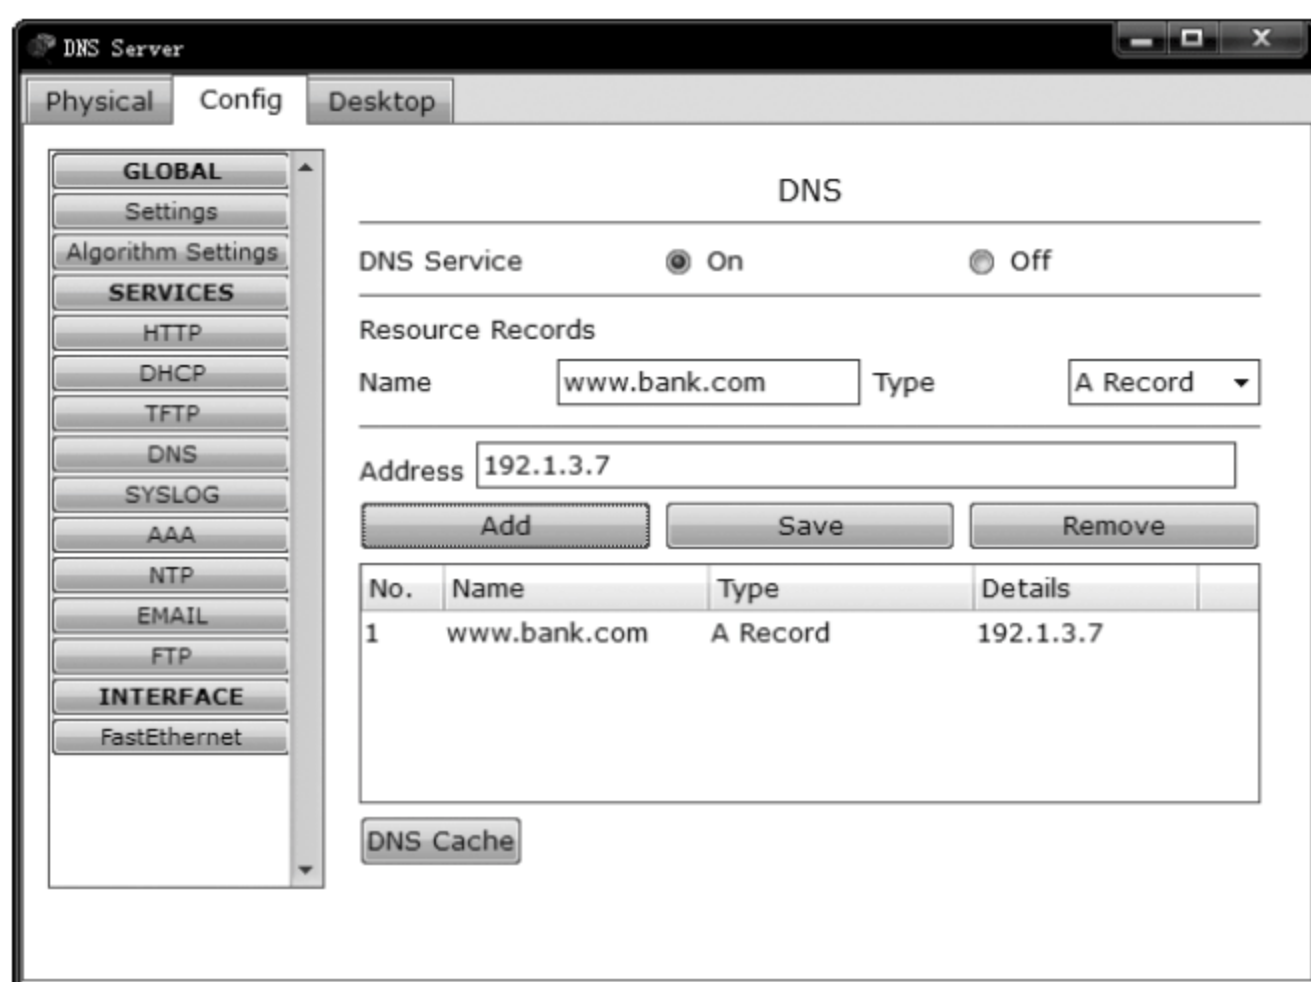 DNS Server
Physical Config Desktop
GLOBAL
Settings
Algorithm Settings
SERVICES
HTTP
DHCP
TFTP
DNS
SYSLOG
AAA
NTP
EMAIL
FTP
INTERFACE
FastEthernet
DNS
DNS Service On Off
Resource Records
Name www.bank.com Type A Record
Address 192.1.3.7
Add Save Remove
No. Name Type Details
1 www.bank.com A Record 192.1.3.7
DNS Cache